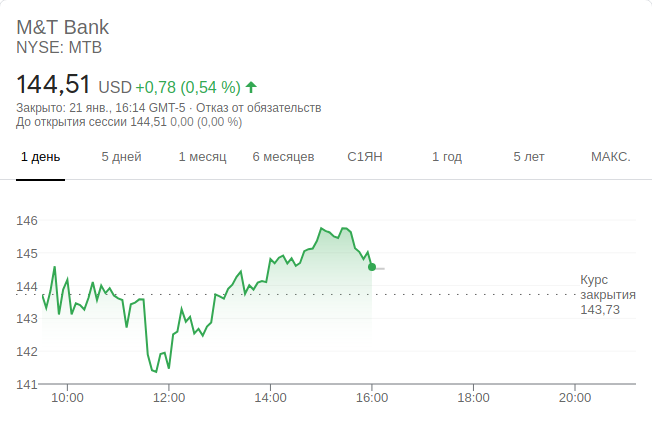 M&T Bank
NYSE: MTB
144,51 USD +0,78 (0,54 %)
Закрыто: 21 янв., 16:14 GMT-5 · Отказ от обязательств
До открытия сессии 144,51 0,00 (0,00 %)
1 день 5 дней 1 месяц 6 месяцев С1ЯН 1 год 5 лет МАКС.
146
145
144
143
142
141
Курс
закрытия
143,73
10:00 12:00 14:00 16:00 18:00 20:00